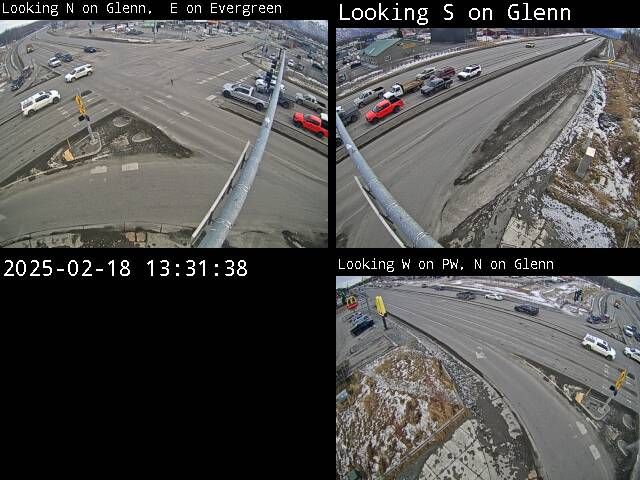 Looking N on Glenn,  E on Evergreen
Looking S on Glenn
2025-02-18 13:31:38
Looking W on PW, N on Glenn